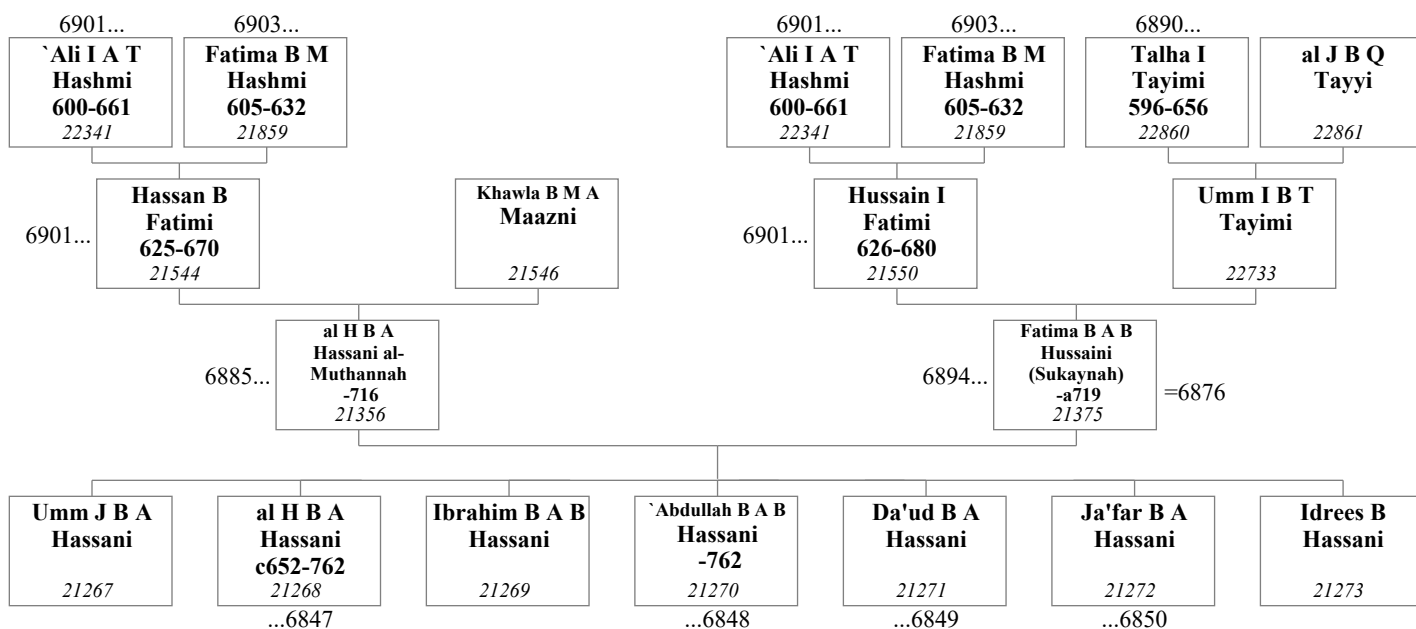 6901...
6903...
6901...
6903...
6890...
`Ali I A T
Hashmi
600-661
22341
Fatima B M
Hashmi
605-632
21859
`Ali I A T
Hashmi
600-661
22341
Fatima B M
Hashmi
605-632
21859
Talha I
Tayimi
596-656
22860
al J B Q
Tayyi
22861
6901...
Hassan B
Fatimi
625-670
21544
Khawla B M A
Maazni
21546
6901...
Hussain I
Fatimi
626-680
21550
Umm I B T
Tayimi
22733
6885...
al H B A
Hassani al-
Muthannah
-716
21356
6894...
Fatima B A B
Hussaini
(Sukaynah)
-a719
21375
=6876
Umm J B A
Hassani
21267
al H B A
Hassani
c652-762
21268
...6847
Ibrahim B A B
Hassani
21269
`Abdullah B A B
Hassani
-762
21270
...6848
Da'ud B A
Hassani
21271
...6849
Ja'far B A
Hassani
21272
...6850
Idrees B
Hassani
21273